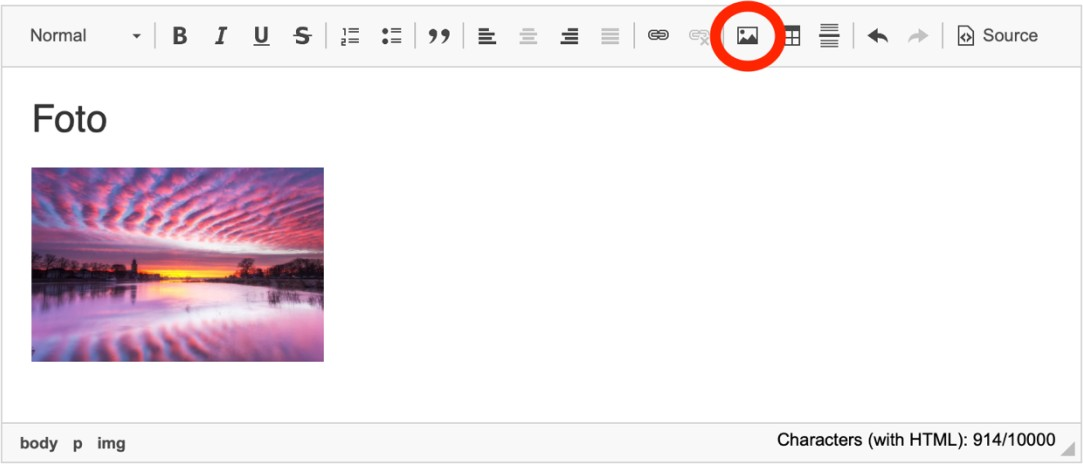 Normal B I U S Source
Foto
body p img Characters (with HTML): 914/10000